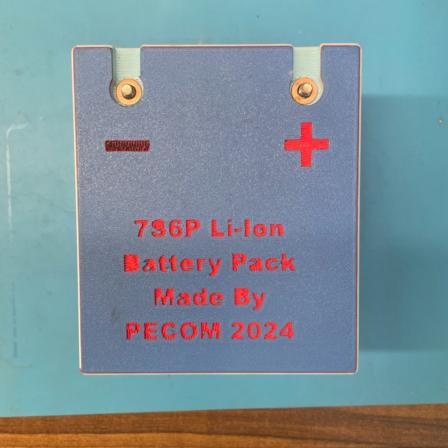 - +
7S6P Li-Ion
Battery Pack
Made By
PECOM 2024